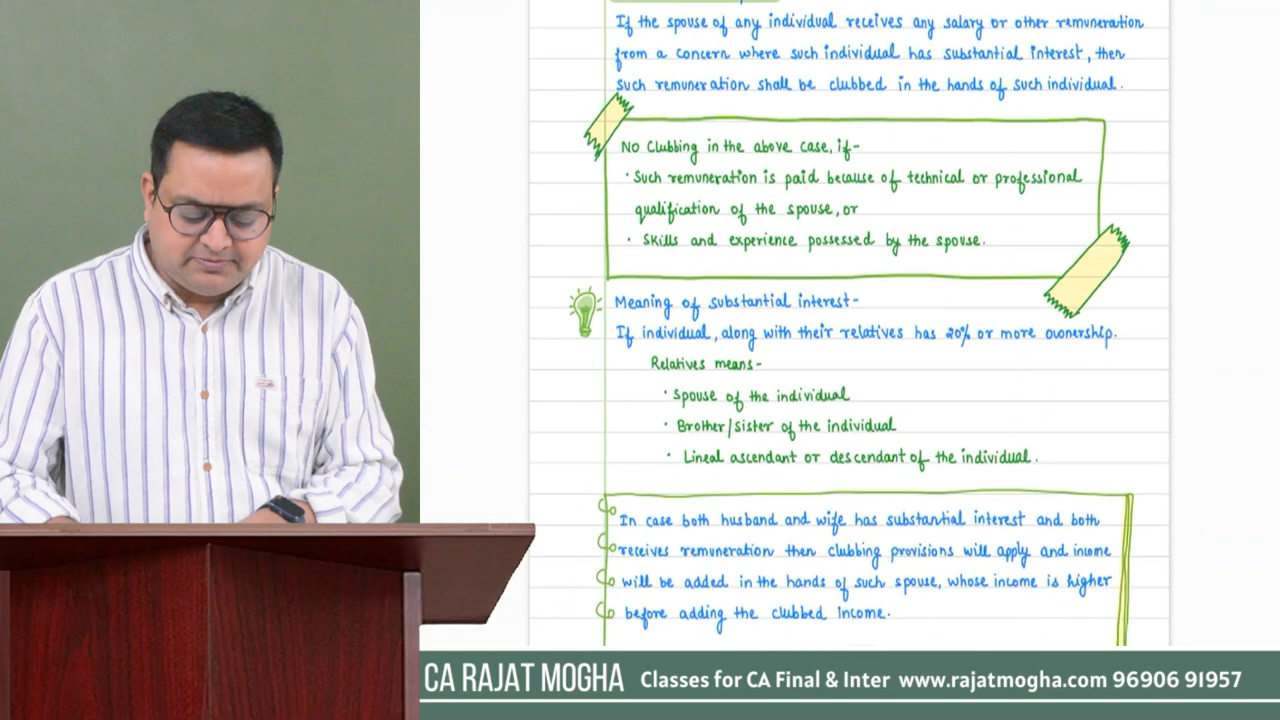 If the spouse of any individual receives any salary or other remuneration
from a concern where such individual has substantial interest, then
such remuneration shall be clubbed in the hands of such individual.
No Clubbing in the above case, if-
· Such remuneration is paid because of technical or professional
qualification of the spouse, or
· Skills and experience possessed by the spouse.
Meaning of substantial interest-
If individual, along with their relatives has 20% or more ownership.
Relatives means-
· Spouse of the individual
· Brother/Sister of the individual
· Lineal ascendant or descendant of the individual.
In case both husband and wife has substantial interest and both
receives remuneration then clubbing provisions will apply and income
will be added in the hands of such spouse, whose income is higher
before adding the clubbed income.
CA RAJAT MOGHA Classes for CA Final & Inter www.rajatmogha.com 96906 91957